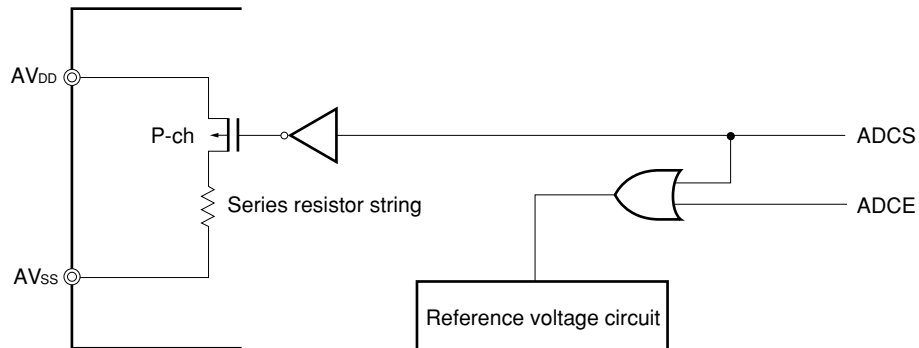 AVDD
P-ch
ADCS
Series resistor string
ADCE
AVSS
Reference voltage circuit